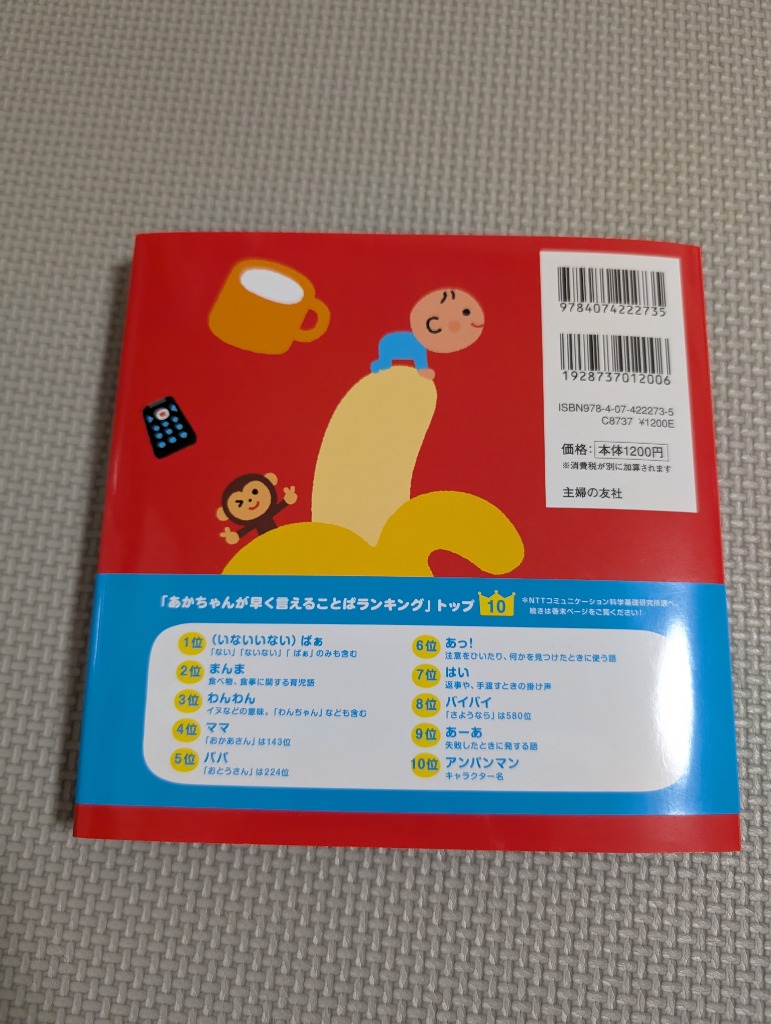 9784074222735
1928737012006
ISBN978-4-07-422273-5
C8737 ¥1200E
価格：本体1200円
※消費税が別に加算されます
主婦の友社
「あかちゃんが早く言えることばランキング」トップ10
※NTTコミュニケーション科学基礎研究所調べ。
続きは巻末ページをご覧ください！
1位 （いないいない）ばぁ
「ない」「ないない」「ばぁ」のみも含む
2位 まんま
食べ物、食事に関する育児語
3位 わんわん
イヌなどの意味。「わんちゃん」なども含む
4位 ママ
「おかあさん」は143位
5位 パパ
「おとうさん」は224位
6位 あっ！
注意をひいたり、何かを見つけたときに使う語
7位 はい
返事や、手渡すときの掛け声
8位 バイバイ
「さようなら」は580位
9位 あーあ
失敗したときに発する語
10位 アンパンマン
キャラクター名